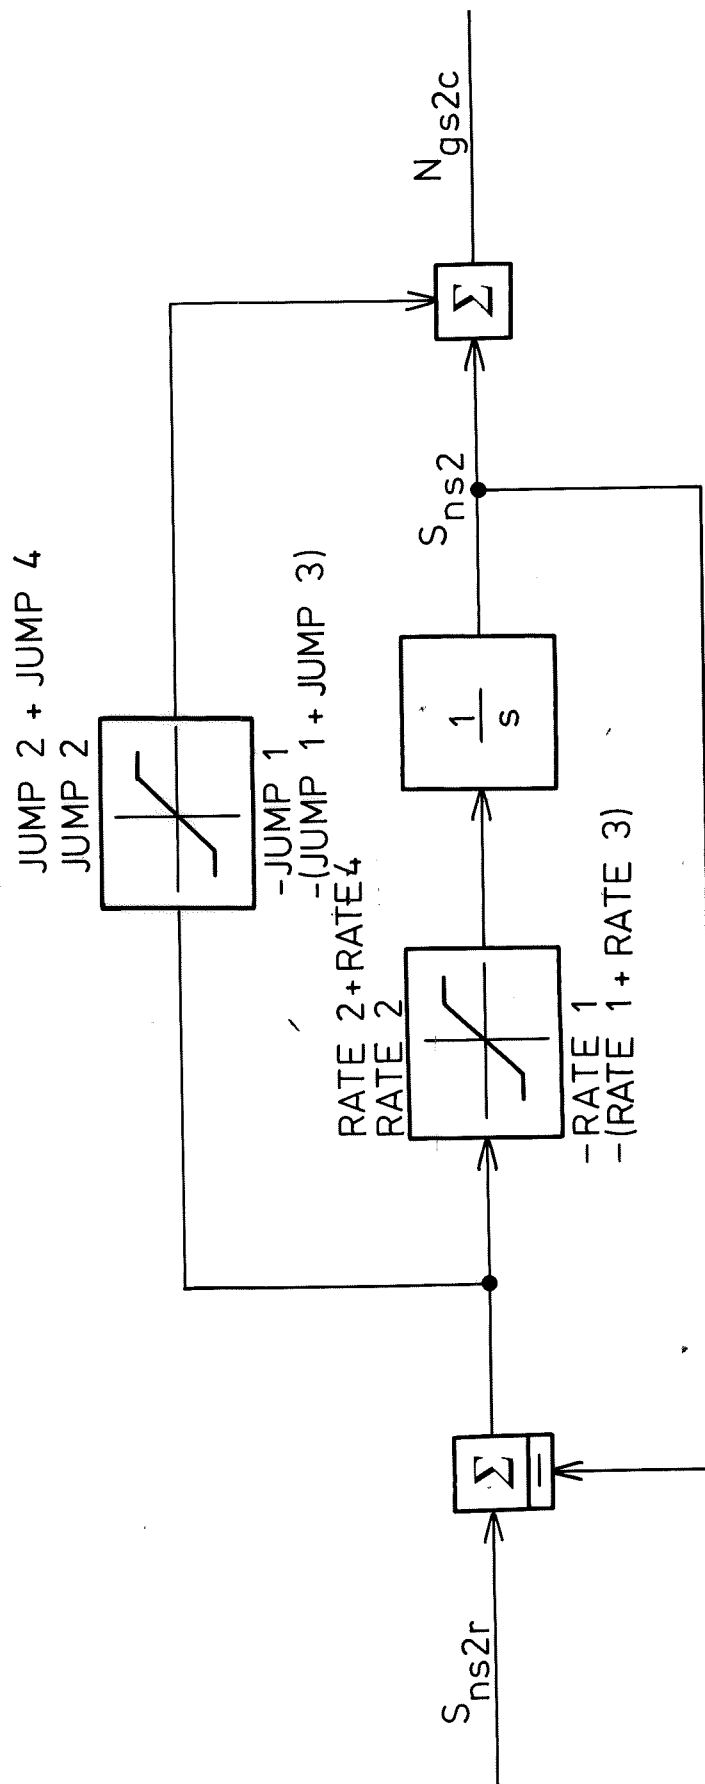 JUMP 2 + JUMP 4
JUMP 2
-JUMP 1
-(JUMP 1 + JUMP 3)
RATE 2 + RATE 4
RATE 2
-RATE 1
-(RATE 1 + RATE 3)
S_ns2r
Σ
−
1
s
S_ns2
Σ
N_gs2c